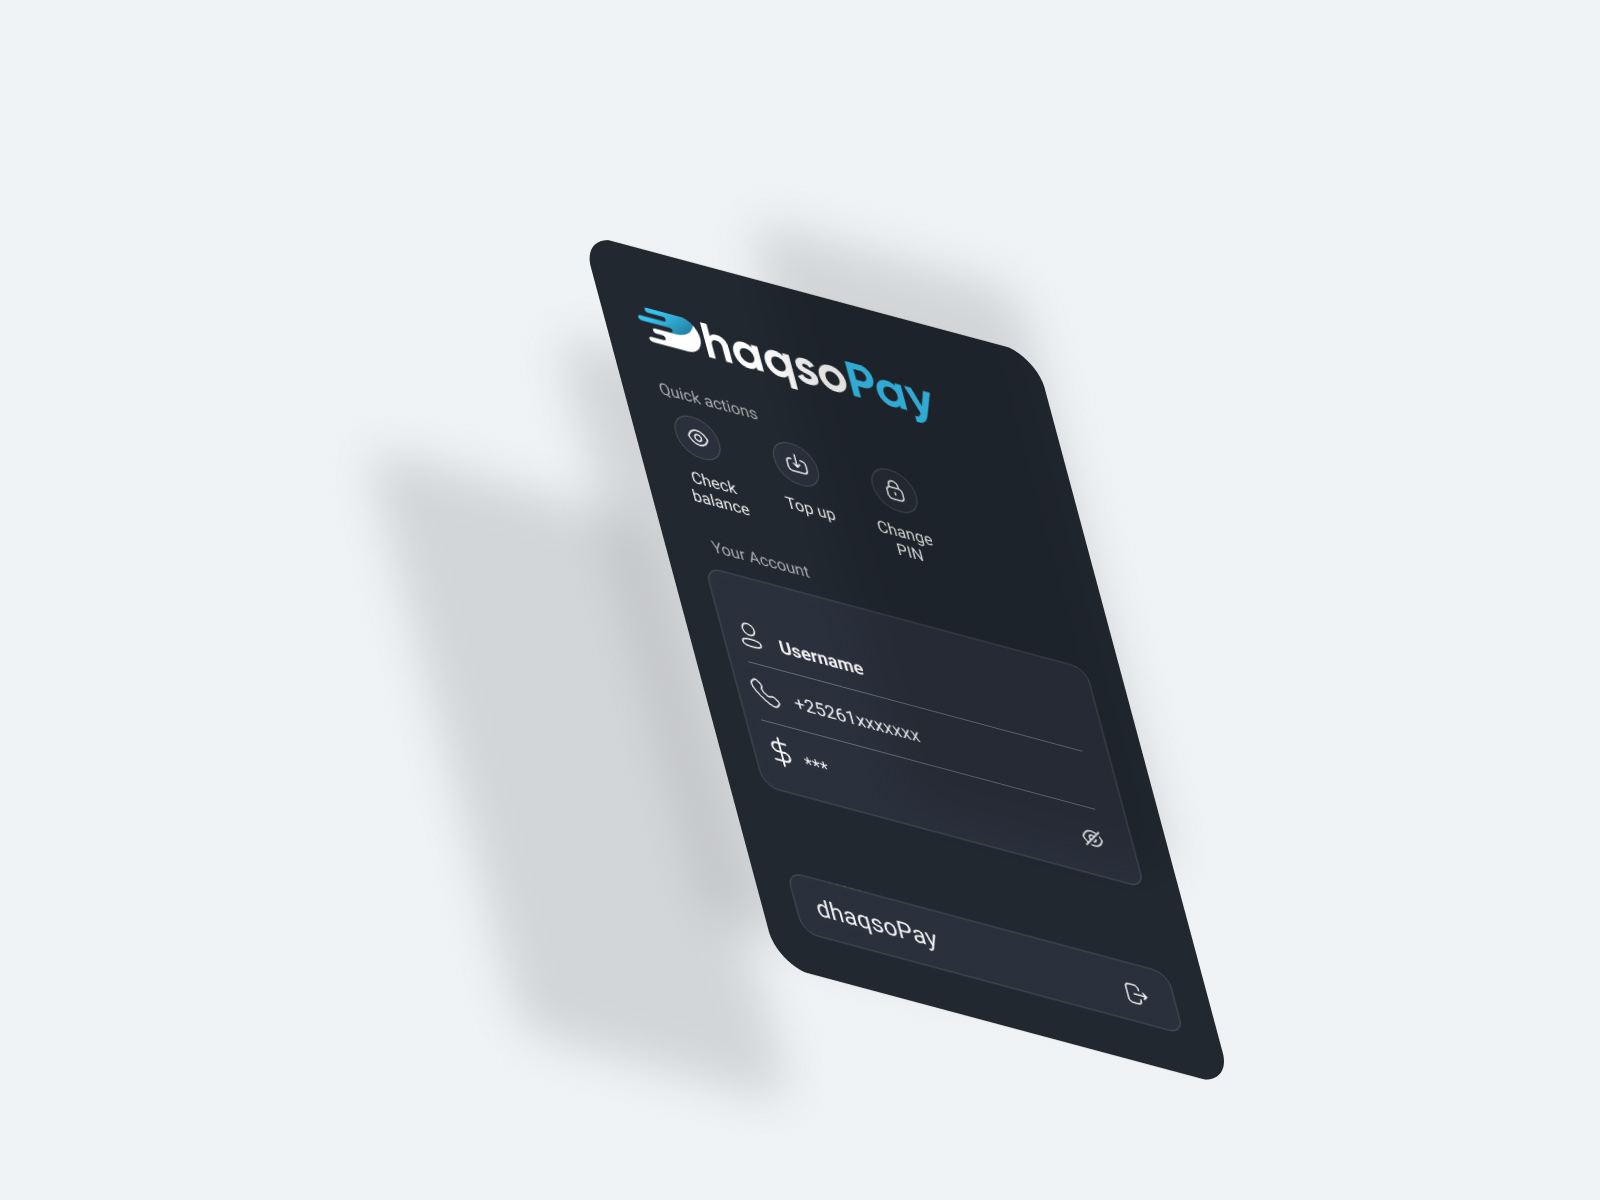 DhaqsoPay
Quick actions
Check
balance
Top up
Change
PIN
Your Account
Username
+25261xxxxxxx
$ ***
dhaqsoPay